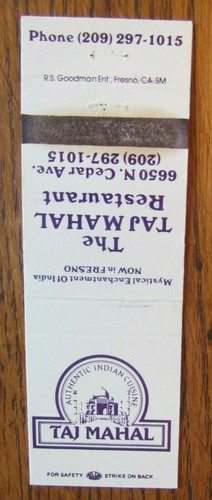 Phone (209) 297-1015
R.S. Goodman Ent., Fresno, CA-SM
Mystical Enchantment Of India
NOW in FRESNO
The
TAJ MAHAL
Restaurant
6650 N. Cedar Ave.
(209) 297-1015
AUTHENTIC INDIAN CUISINE
TAJ MAHAL
FOR SAFETY STRIKE ON BACK